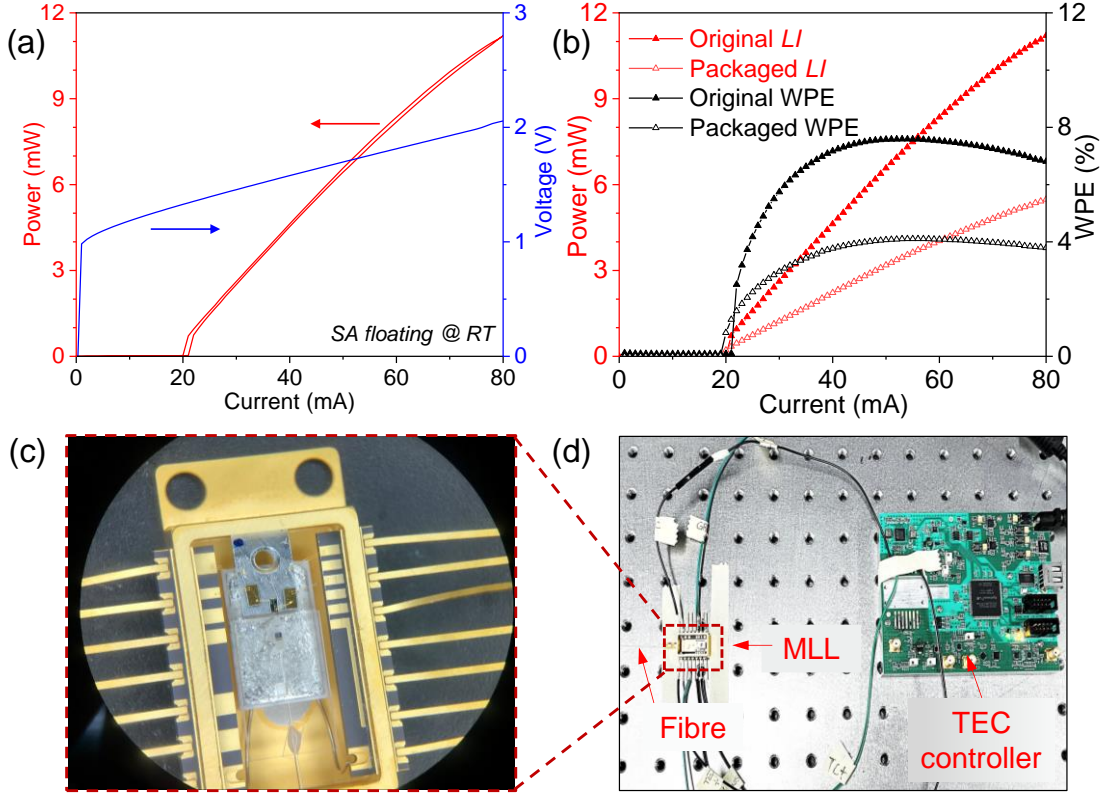 (a)
12
9
6
3
0
Power (mW)
3
2
1
0
Voltage (V)
0 20 40 60 80
Current (mA)
SA floating @ RT
(b)
12
9
6
3
0
Power (mW)
Original LI
Packaged LI
Original WPE
Packaged WPE
12
8
4
0
WPE (%)
0 20 40 60 80
Current (mA)
(c)
(d)
MLL
Fibre
TEC
controller